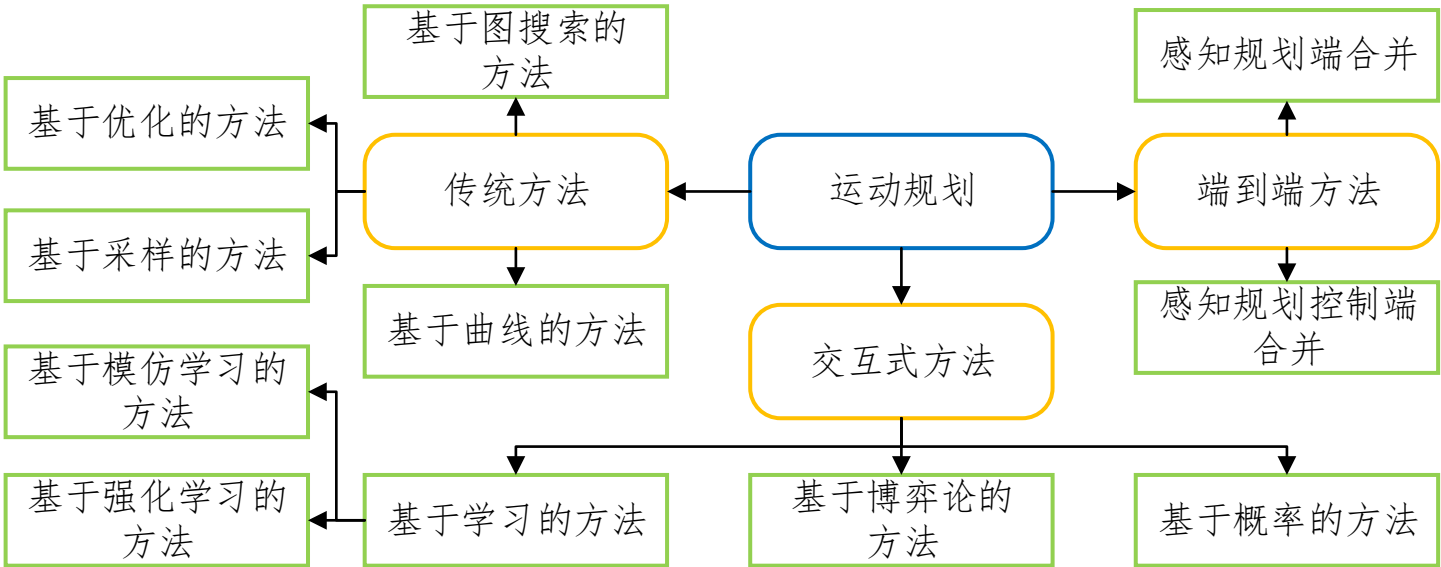 基于图搜索的
方法
感知规划端合并
基于优化的方法
传统方法
运动规划
端到端方法
基于采样的方法
基于曲线的方法
感知规划控制端
合并
交互式方法
基于模仿学习的
方法
基于强化学习的
方法
基于学习的方法
基于博弈论的
方法
基于概率的方法